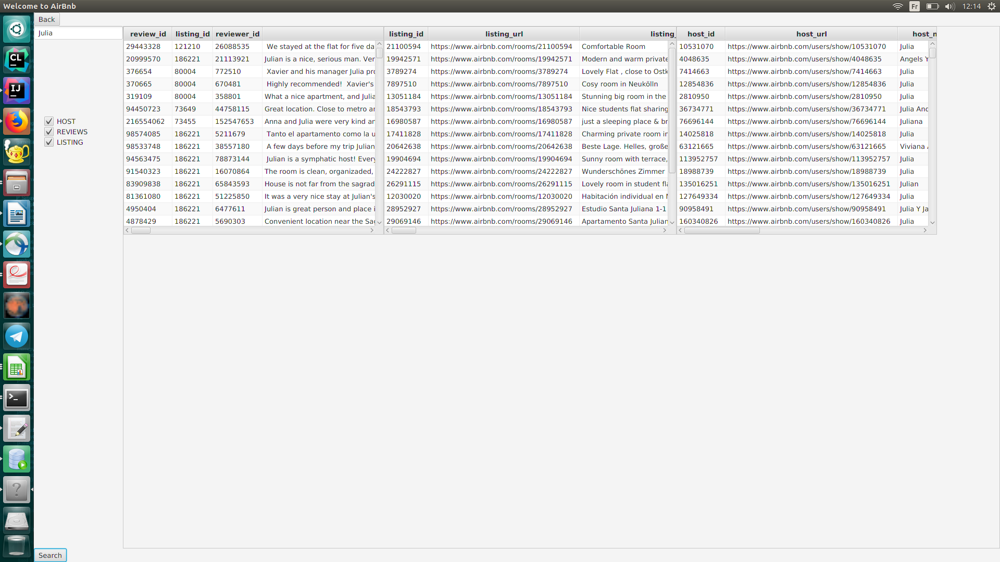 Welcome to AirBnb
Fr
12:14
Back
Julia
HOST
REVIEWS
LISTING
review_id listing_id reviewer_id
29443328 121210 26088535 We stayed at the flat for five da
20999570 186221 21113921 Julian is a nice, serious man. Ver
376654 80004 772510 Xavier and his manager Julia pro
370665 80004 670481 Highly recommended! Xavier's
319109 80004 358801 What a nice apartment, and Julia
94450723 73649 44758115 Great location. Close to metro an
216554062 73455 152547653 Anna and Julia were very kind an
98574085 186221 5211679 Tanto el apartamento como la u
98533748 186221 38557180 A few days before my trip Julian
94563475 186221 78873144 Julian is a symphatic host! Every
91540323 186221 16070864 The room is clean, organizaded,
83909838 186221 65843593 House is not far from the sagrad
81361080 186221 51225850 It was a very nice stay at Julian's
4950404 186221 6477611 Julian is great person and place i
4878429 186221 5690303 Convenient location near the Sag
listing_id listing_url listing_
21100594 https://www.airbnb.com/rooms/21100594 Comfortable Room
19942571 https://www.airbnb.com/rooms/19942571 Modern and warm private
3789274 https://www.airbnb.com/rooms/3789274 Lovely Flat , close to Ostk
7897510 https://www.airbnb.com/rooms/7897510 Cosy room in Neukölln
13051184 https://www.airbnb.com/rooms/13051184 Stunning big room in the
18543793 https://www.airbnb.com/rooms/18543793 Nice students flat sharing
16980587 https://www.airbnb.com/rooms/16980587 just a sleeping place & br
17411828 https://www.airbnb.com/rooms/17411828 Charming private room in
20642638 https://www.airbnb.com/rooms/20642638 Beste Lage. Helles, große
19904694 https://www.airbnb.com/rooms/19904694 Sunny room with terrace,
24222827 https://www.airbnb.com/rooms/24222827 Wunderschönes Zimmer
26291115 https://www.airbnb.com/rooms/26291115 Lovely room in student fla
12030020 https://www.airbnb.com/rooms/12030020 Habitación individual en M
28952927 https://www.airbnb.com/rooms/28952927 Estudio Santa Juliana 1-1
29069146 https://www.airbnb.com/rooms/29069146 Apartamento Santa Julian
host_id host_url host_n
10531070 https://www.airbnb.com/users/show/10531070 Julia
4048635 https://www.airbnb.com/users/show/4048635 Angels Y
7414663 https://www.airbnb.com/users/show/7414663 Julia
12854836 https://www.airbnb.com/users/show/12854836 Julia
2810950 https://www.airbnb.com/users/show/2810950 Julia
36734771 https://www.airbnb.com/users/show/36734771 Julia And
76696144 https://www.airbnb.com/users/show/76696144 Juliana
14025818 https://www.airbnb.com/users/show/14025818 Julia
63121665 https://www.airbnb.com/users/show/63121665 Viviana
113952757 https://www.airbnb.com/users/show/113952757 Julia
18988739 https://www.airbnb.com/users/show/18988739 Julia
135016251 https://www.airbnb.com/users/show/135016251 Julian
127649334 https://www.airbnb.com/users/show/127649334 Julia
90958491 https://www.airbnb.com/users/show/90958491 Julia Y Ja
160340826 https://www.airbnb.com/users/show/160340826 Julia
Search
CL
IJ